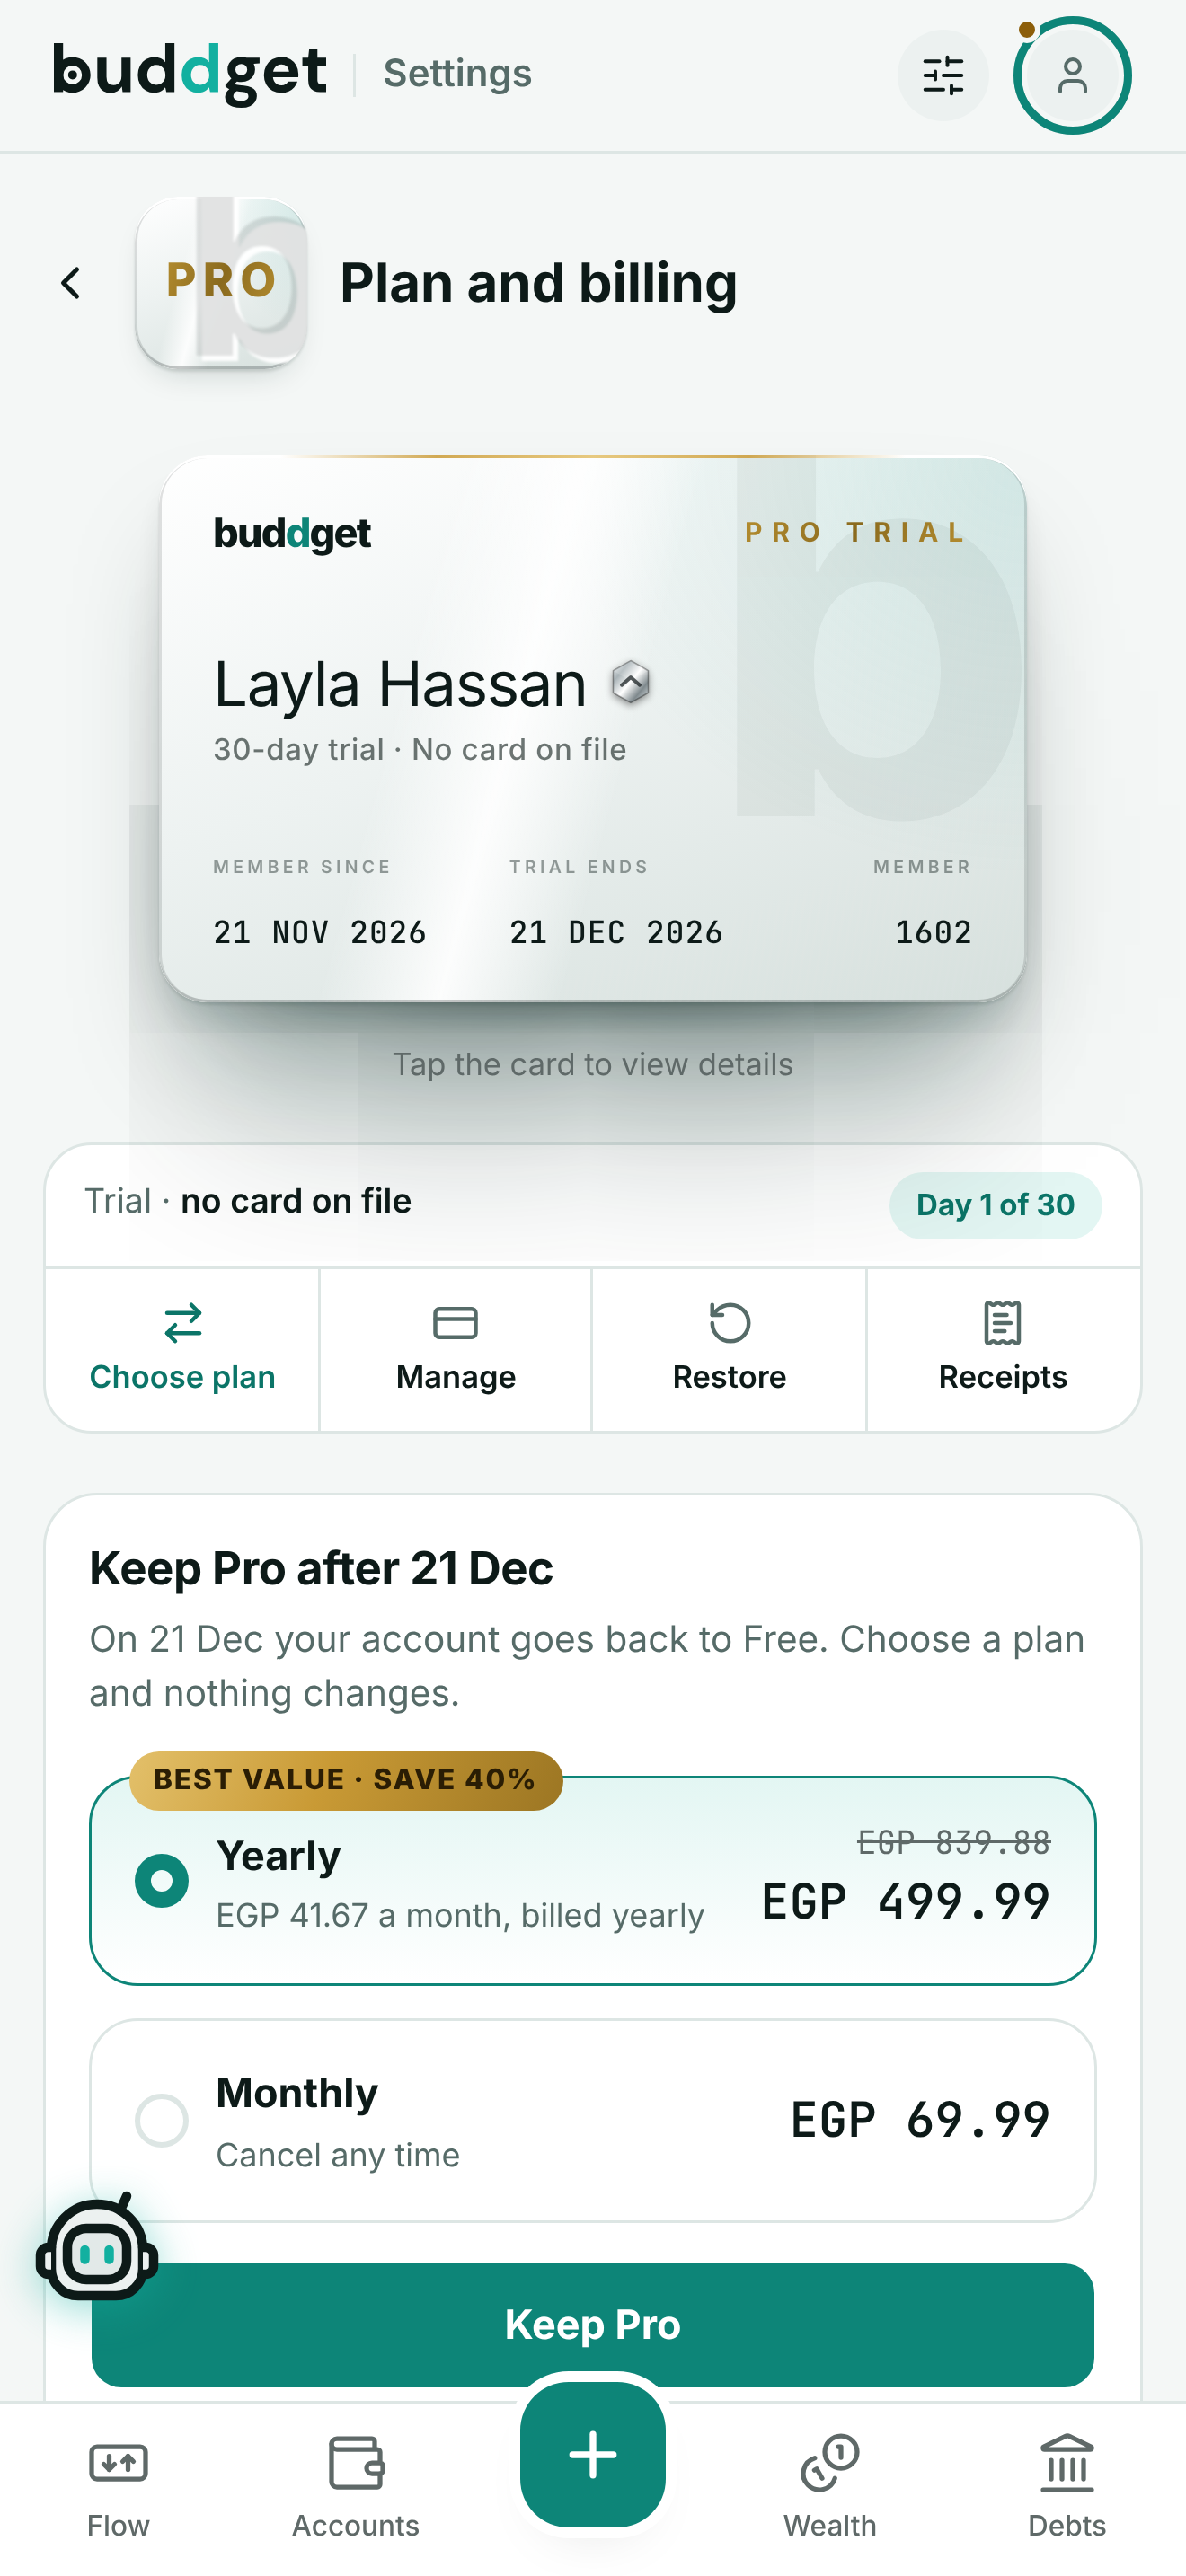 buddget
Settings
PRO
Plan and billing
buddget
PRO TRIAL
Layla Hassan
30-day trial · No card on file
MEMBER SINCE
TRIAL ENDS
MEMBER
21 NOV 2026
21 DEC 2026
1602
Tap the card to view details
Trial · no card on file
Day 1 of 30
Choose plan
Manage
Restore
Receipts
Keep Pro after 21 Dec
On 21 Dec your account goes back to Free. Choose a plan
and nothing changes.
BEST VALUE · SAVE 40%
Yearly
EGP 839.88
EGP 41.67 a month, billed yearly
EGP 499.99
Monthly
EGP 69.99
Cancel any time
Keep Pro
Flow
Accounts
Wealth
Debts